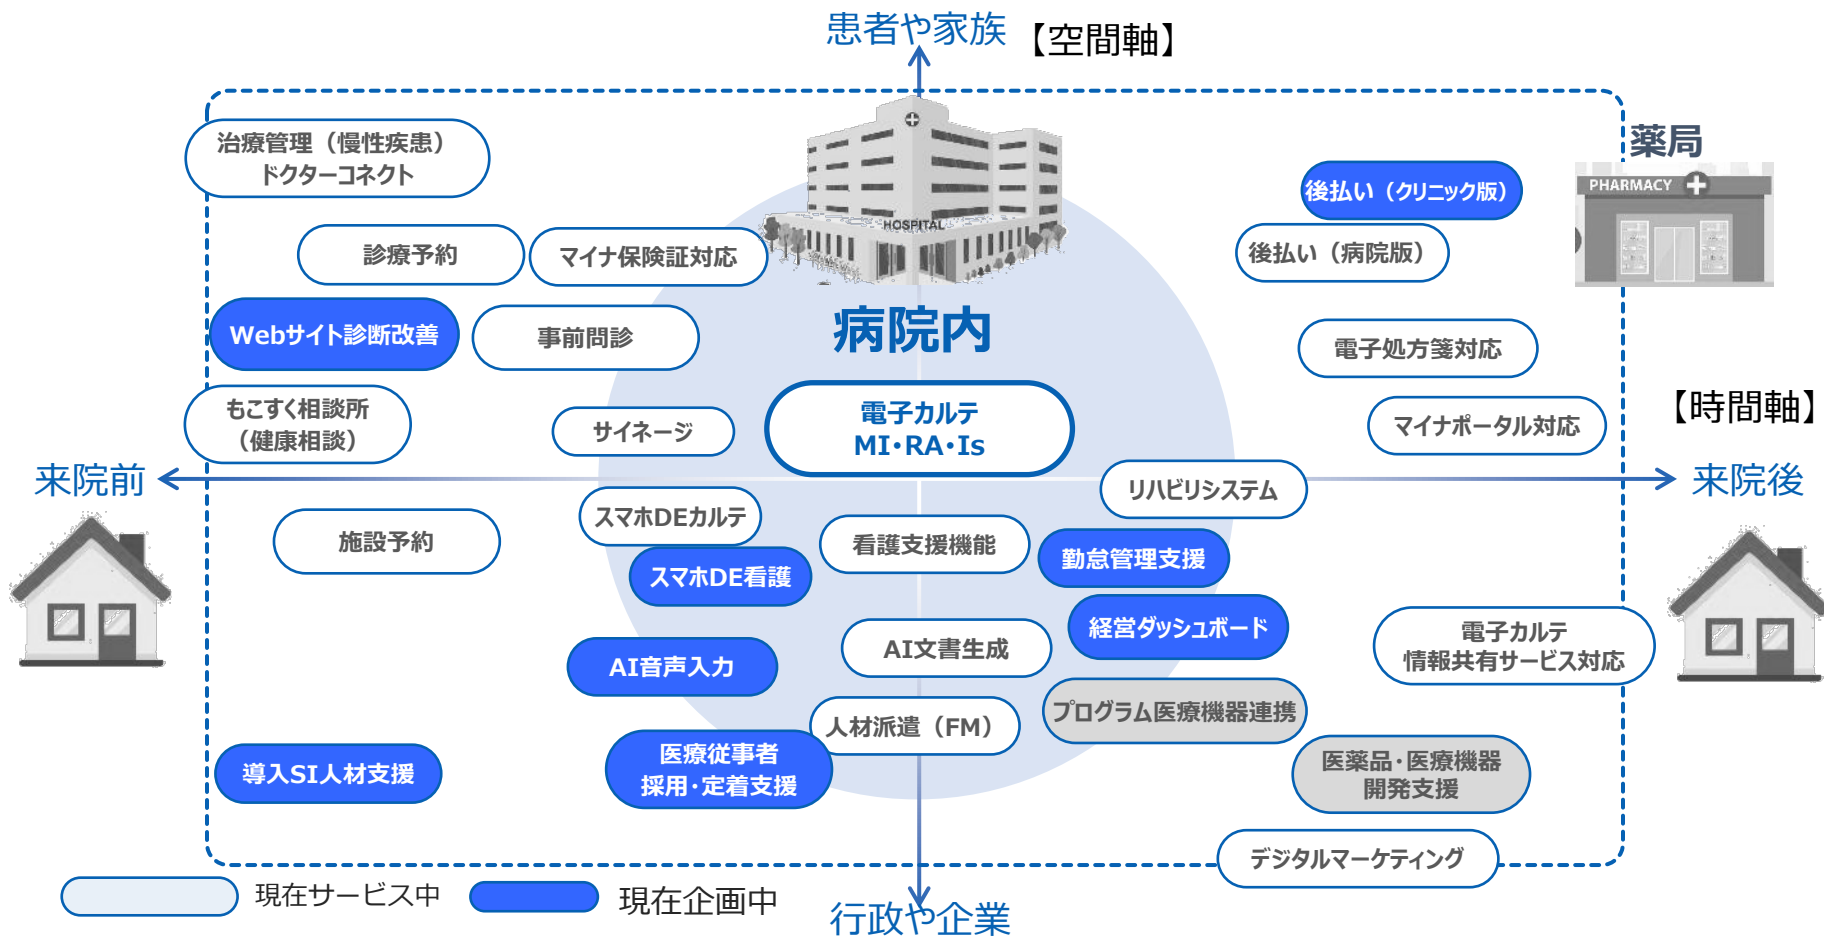 患者や家族
【空間軸】
治療管理（慢性疾患）
ドクターコネクト
薬局
PHARMACY
後払い（クリニック版）
HOSPITAL
診療予約
マイナ保険証対応
後払い（病院版）
Webサイト診断改善
事前問診
病院内
電子処方箋対応
もこすく相談所
（健康相談）
サイネージ
電子カルテ
MI・RA・Is
マイナポータル対応
【時間軸】
来院前
来院後
リハビリシステム
スマホDEカルテ
施設予約
看護支援機能
勤怠管理支援
スマホDE看護
AI音声入力
AI文書生成
経営ダッシュボード
電子カルテ
情報共有サービス対応
人材派遣（FM）
プログラム医療機器連携
導入SI人材支援
医療従事者
採用・定着支援
医薬品・医療機器
開発支援
デジタルマーケティング
現在サービス中
現在企画中
行政や企業